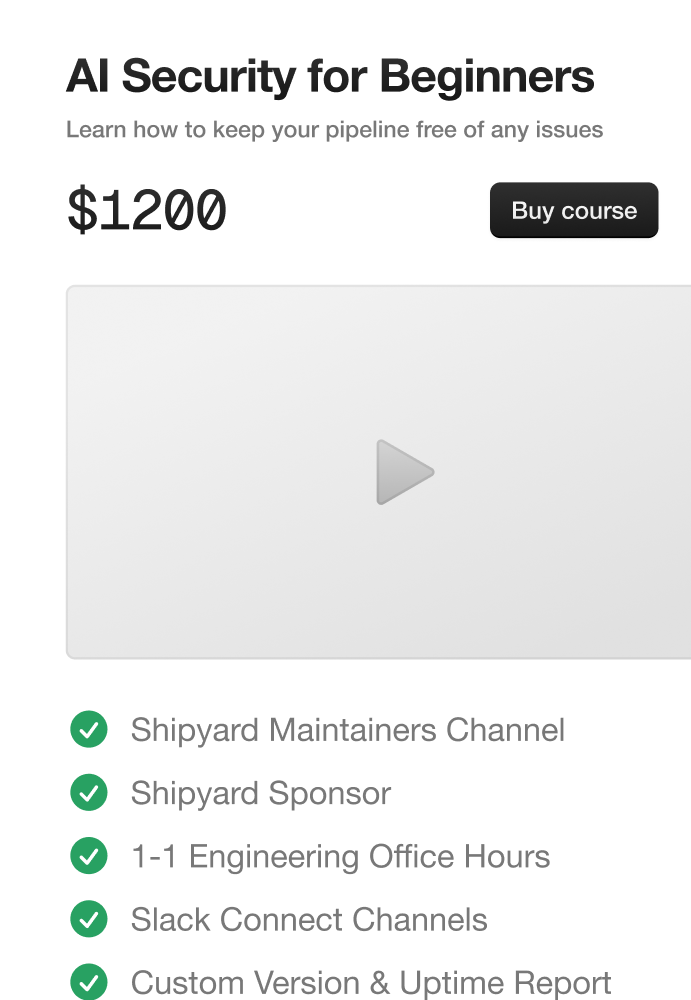 AI Security for Beginners
Learn how to keep your pipeline free of any issues
$1200
Buy course
Shipyard Maintainers Channel
Shipyard Sponsor
1-1 Engineering Office Hours
Slack Connect Channels
Custom Version & Uptime Report